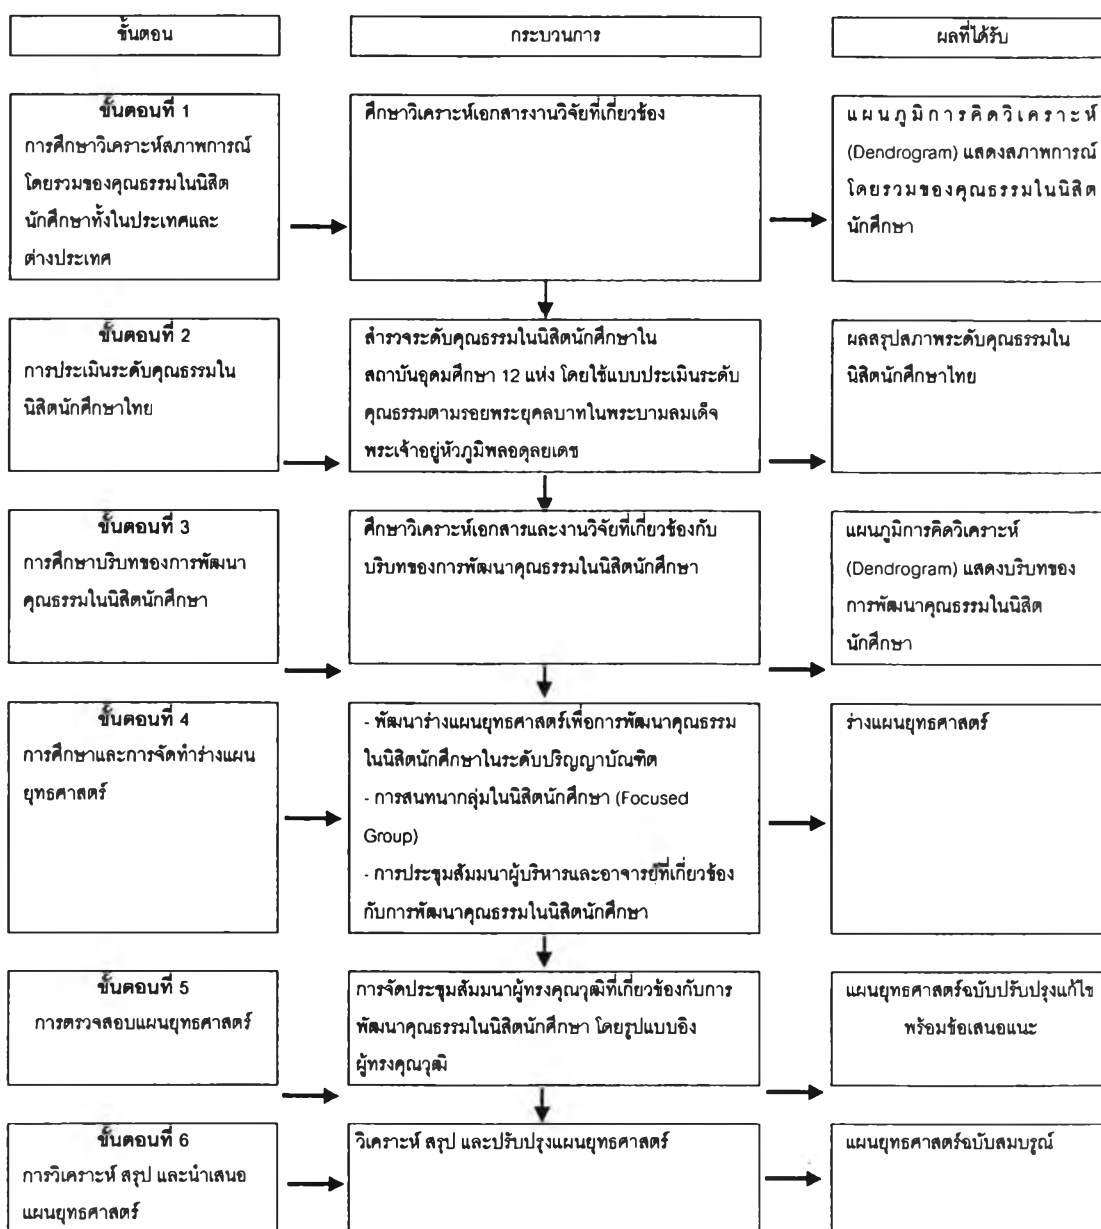 ขั้นตอน
กระบวนการ
ผลที่ได้รับ
ขั้นตอนที่ 1
การศึกษาวิเคราะห์สภาพการณ์
โดยรวมของคุณธรรมในนิสิต
นักศึกษาทั้งในประเทศและ
ต่างประเทศ
ศึกษาวิเคราะห์เอกสารงานวิจัยที่เกี่ยวข้อง
แผนภูมิการคิดวิเคราะห์
(Dendrogram) แสดงสภาพการณ์
โดยรวมของคุณธรรมในนิสิต
นักศึกษา
ขั้นตอนที่ 2
การประเมินระดับคุณธรรมใน
นิสิตนักศึกษาไทย
สำรวจระดับคุณธรรมในนิสิตนักศึกษาใน
สถาบันอุดมศึกษา 12 แห่ง โดยใช้แบบประเมินระดับ
คุณธรรมตามรอยพระยุคลบาทในพระบามสมเด็จ
พระเจ้าอยู่หัวภูมิพลอดุลยเดช
ผลสรุปสภาพระดับคุณธรรมใน
นิสิตนักศึกษาไทย
ขั้นตอนที่ 3
การศึกษาบริบทของการพัฒนา
คุณธรรมในนิสิตนักศึกษา
ศึกษาวิเคราะห์เอกสารและงานวิจัยที่เกี่ยวข้องกับ
บริบทของการพัฒนาคุณธรรมในนิสิตนักศึกษา
แผนภูมิการคิดวิเคราะห์
(Dendrogram) แสดงบริบทของ
การพัฒนาคุณธรรมในนิสิต
นักศึกษา
ขั้นตอนที่ 4
การศึกษาและการจัดทำร่างแผน
ยุทธศาสตร์
- พัฒนาร่างแผนยุทธศาสตร์เพื่อการพัฒนาคุณธรรม
ในนิสิตนักศึกษาในระดับปริญญาบัณฑิต
- การสนทนากลุ่มในนิสิตนักศึกษา (Focused
Group)
- การประชุมสัมมนาผู้บริหารและอาจารย์ที่เกี่ยวข้อง
กับการพัฒนาคุณธรรมในนิสิตนักศึกษา
ร่างแผนยุทธศาสตร์
ขั้นตอนที่ 5
การตรวจสอบแผนยุทธศาสตร์
การจัดประชุมสัมมนาผู้ทรงคุณวุฒิที่เกี่ยวข้องกับการ
พัฒนาคุณธรรมในนิสิตนักศึกษา โดยรูปแบบอิง
ผู้ทรงคุณวุฒิ
แผนยุทธศาสตร์ฉบับปรับปรุงแก้ไข
พร้อมข้อเสนอแนะ
ขั้นตอนที่ 6
การวิเคราะห์ สรุป และนำเสนอ
แผนยุทธศาสตร์
วิเคราะห์ สรุป และปรับปรุงแผนยุทธศาสตร์
แผนยุทธศาสตร์ฉบับสมบรูณ์